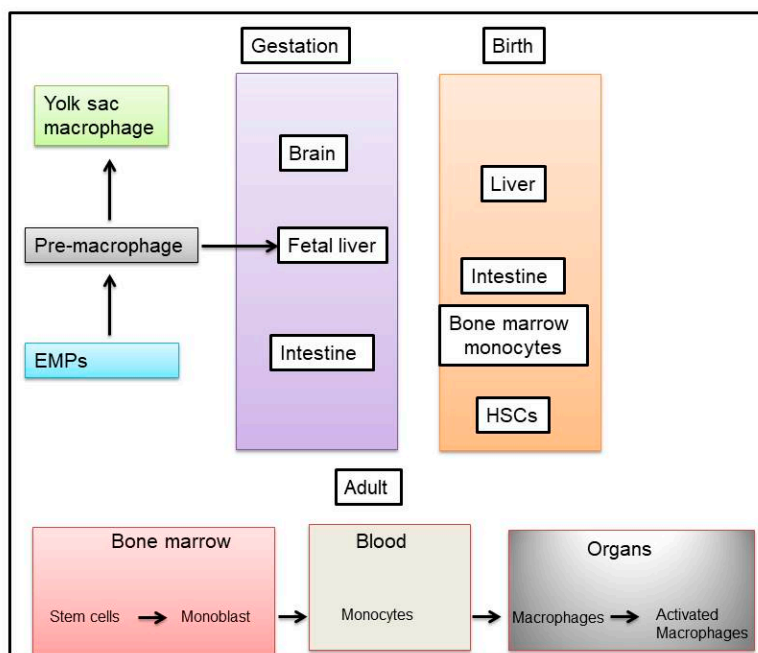 Gestation
Birth
Yolk sac
macrophage
Brain
Liver
Pre-macrophage
Fetal liver
Intestine
Bone marrow
monocytes
EMPs
Intestine
HSCs
Adult
Bone marrow
Blood
Organs
Stem cells
Monoblast
Monocytes
Macrophages
Activated
Macrophages